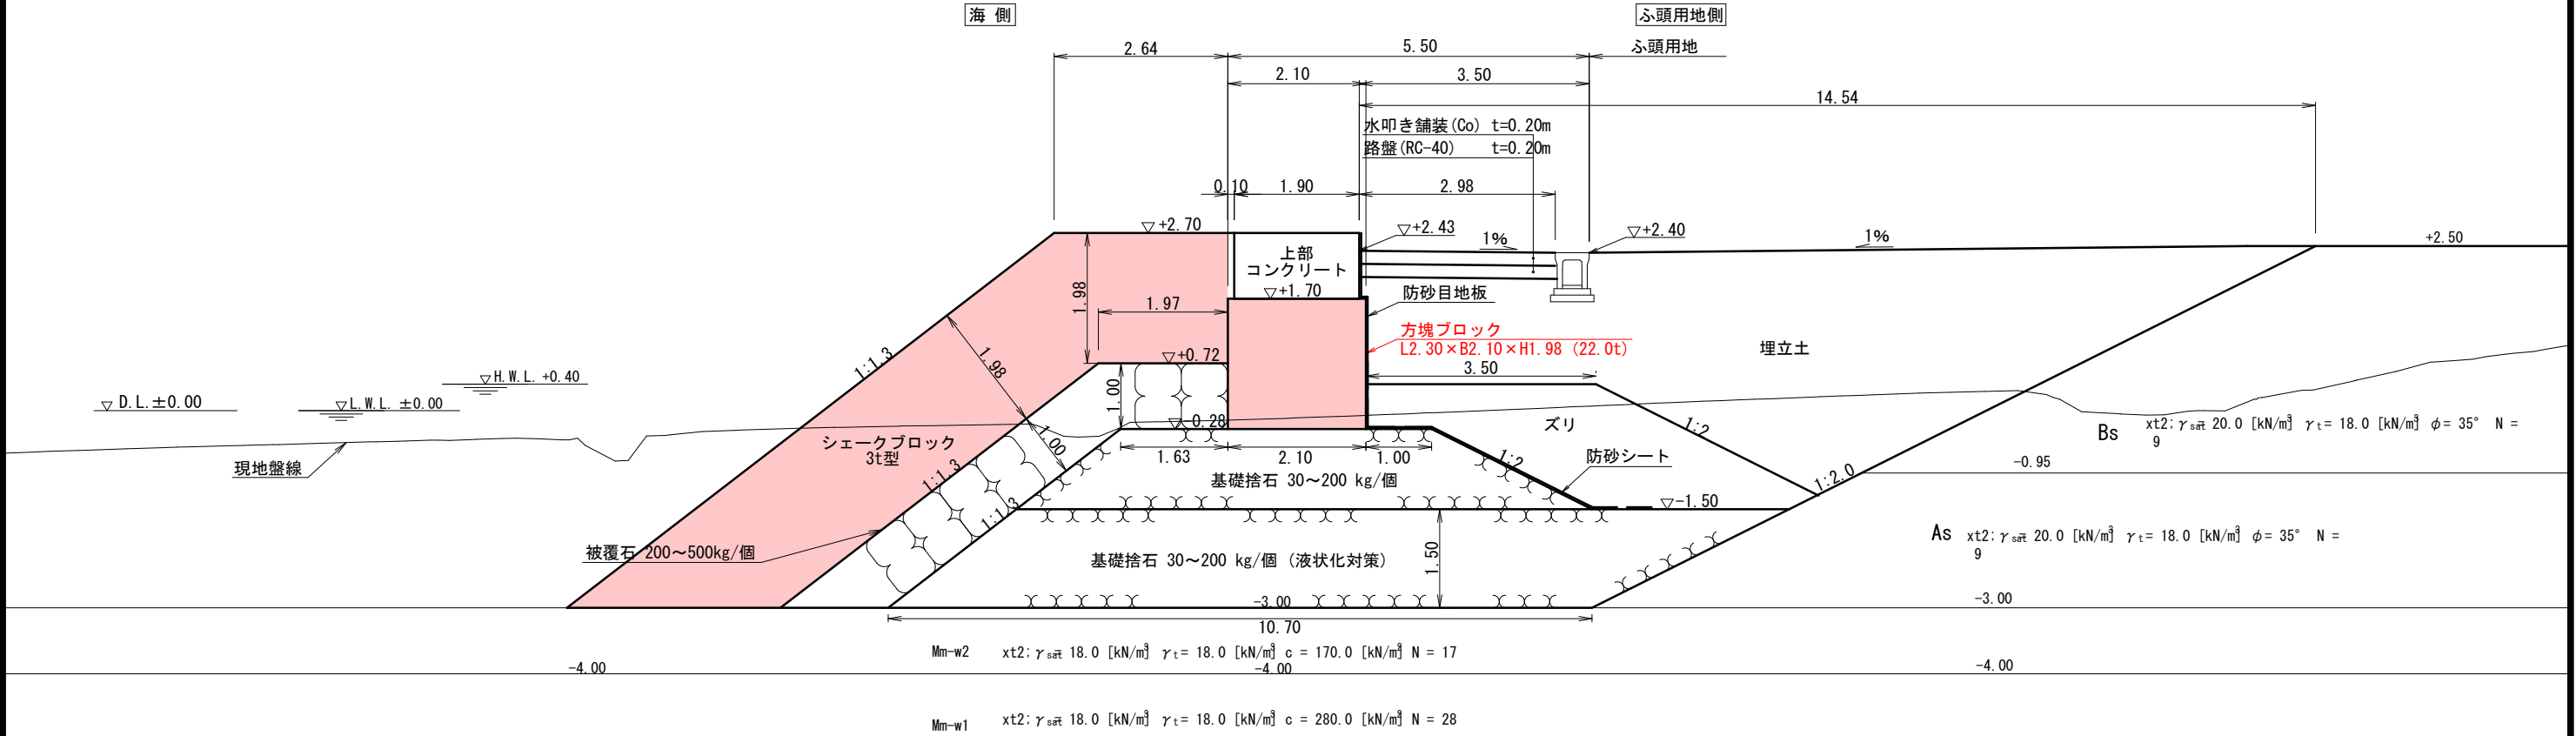 海 側
ふ頭用地側
2.64
5.50
ふ頭用地
2.10
3.50
14.54
水叩き舗装(Co) t=0.20m
路盤(RC-40) t=0.20m
0.10
1.90
2.98
▽+2.70
▽+2.43
▽+2.40
1%
1%
+2.50
上部
コンクリート
▽+1.70
防砂目地板
1.98
1.97
方塊ブロック
L2.30×B2.10×H1.98 (22.0t)
埋立土
1:1.3
1.98
▽+0.72
3.50
▽H.W.L. +0.40
▽ D.L.±0.00
▽L.W.L. ±0.00
1.00
▽-0.28
ズリ
1:2
シェークブロック
3t型
1.00
1.63
2.10
1.00
1:2
防砂シート
Bs
xt2; γsat= 20.0 [kN/m3] γt= 18.0 [kN/m3] φ= 35° N =
9
現地盤線
1:1.3
基礎捨石 30～200 kg/個
-0.95
1:2.0
1:1.3
▽-1.50
被覆石 200～500kg/個
基礎捨石 30～200 kg/個 (液状化対策)
1.50
As
xt2; γsat= 20.0 [kN/m3] γt= 18.0 [kN/m3] φ= 35° N =
9
-3.00
-3.00
10.70
Mm-w2
xt2; γsat= 18.0 [kN/m3] γt= 18.0 [kN/m3] c = 170.0 [kN/m2] N = 17
-4.00
-4.00
-4.00
Mm-w1
xt2; γsat= 18.0 [kN/m3] γt= 18.0 [kN/m3] c = 280.0 [kN/m2] N = 28